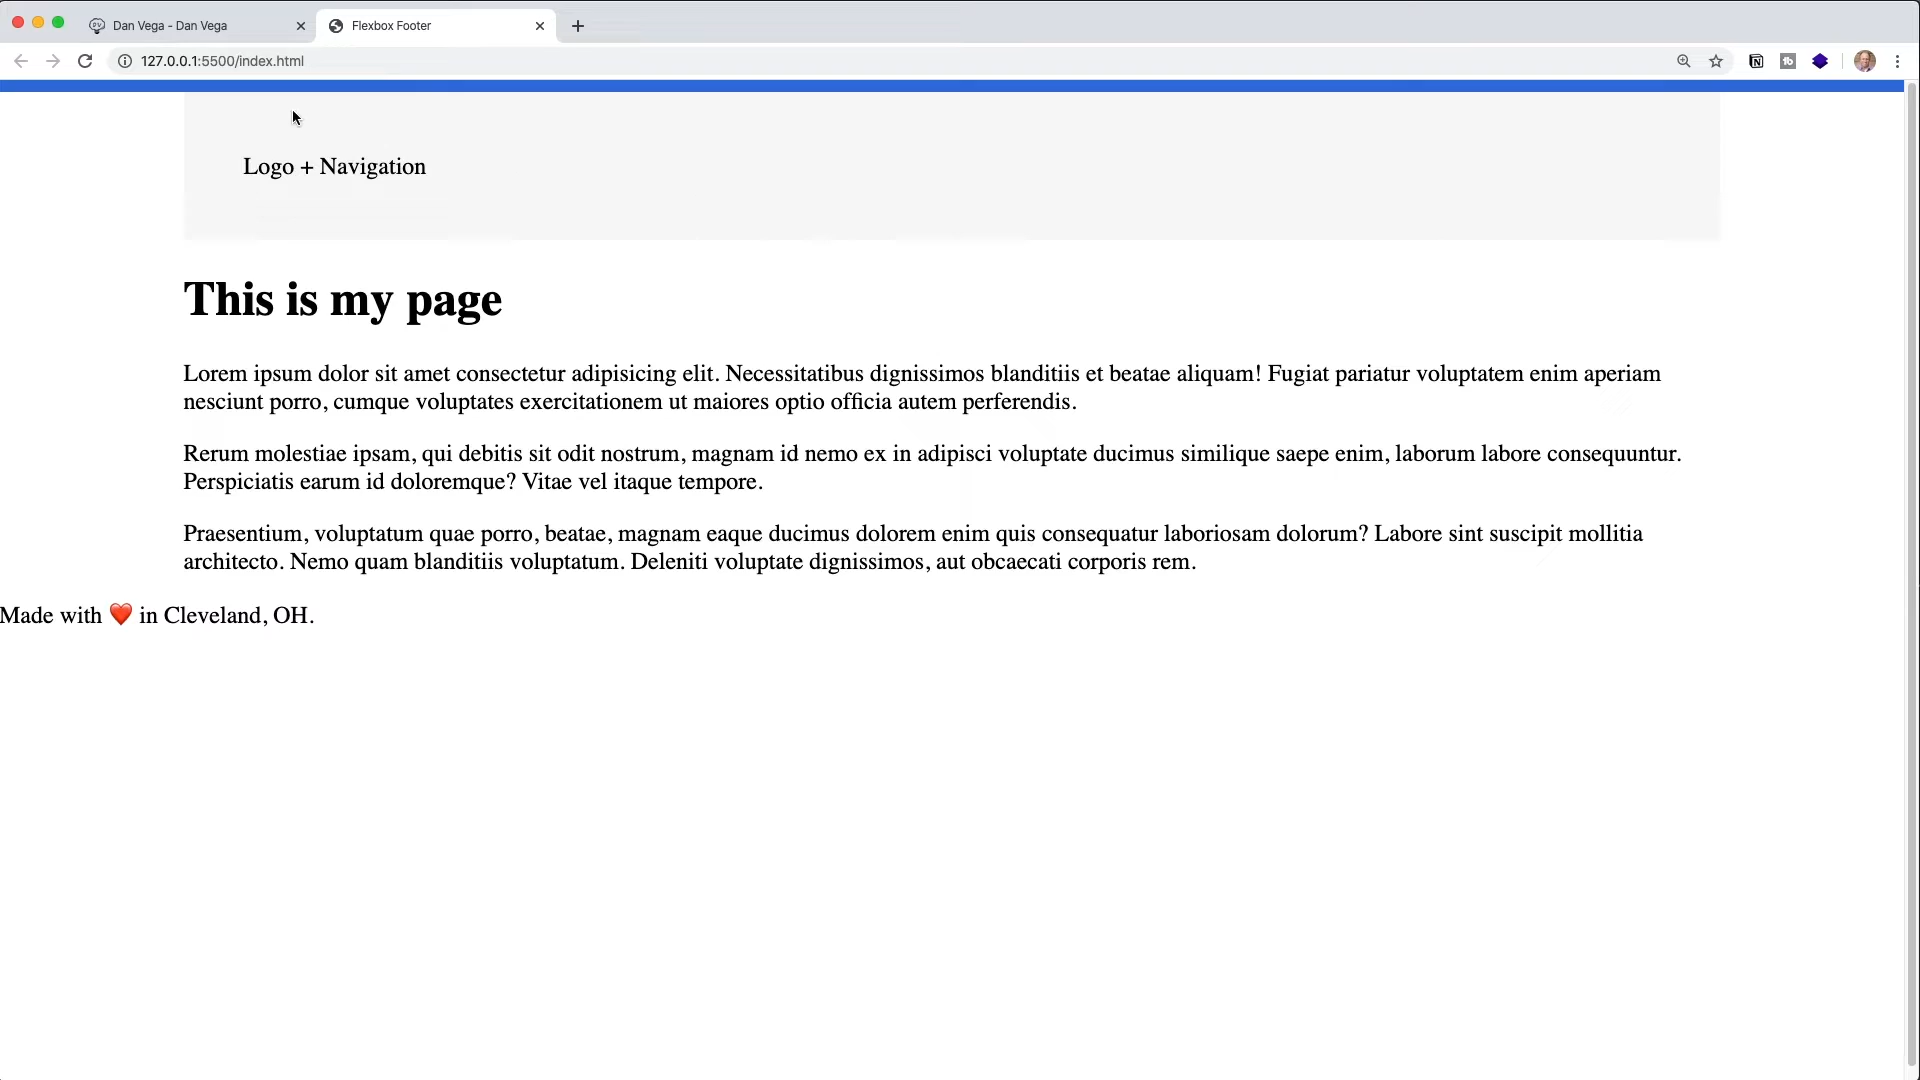 Dan Vega - Dan Vega
Flexbox Footer
127.0.0.1:5500/index.html
Logo + Navigation
This is my page
Lorem ipsum dolor sit amet consectetur adipisicing elit. Necessitatibus dignissimos blanditiis et beatae aliquam! Fugiat pariatur voluptatem enim aperiam
nesciunt porro, cumque voluptates exercitationem ut maiores optio officia autem perferendis.
Rerum molestiae ipsam, qui debitis sit odit nostrum, magnam id nemo ex in adipisci voluptate ducimus similique saepe enim, laborum labore consequuntur.
Perspiciatis earum id doloremque? Vitae vel itaque tempore.
Praesentium, voluptatum quae porro, beatae, magnam eaque ducimus dolorem enim quis consequatur laboriosam dolorum? Labore sint suscipit mollitia
architecto. Nemo quam blanditiis voluptatum. Deleniti voluptate dignissimos, aut obcaecati corporis rem.
Made with ❤️ in Cleveland, OH.